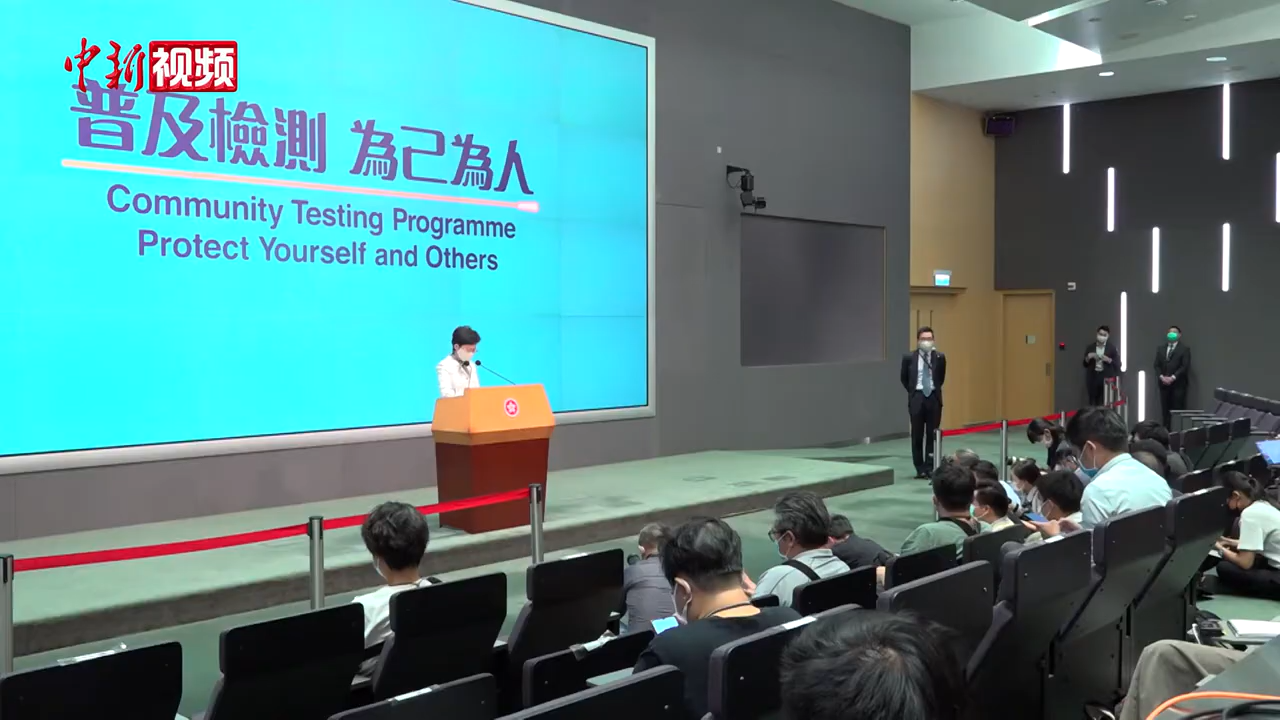 中新视频
普及檢測 為己為人
Community Testing Programme
Protect Yourself and Others